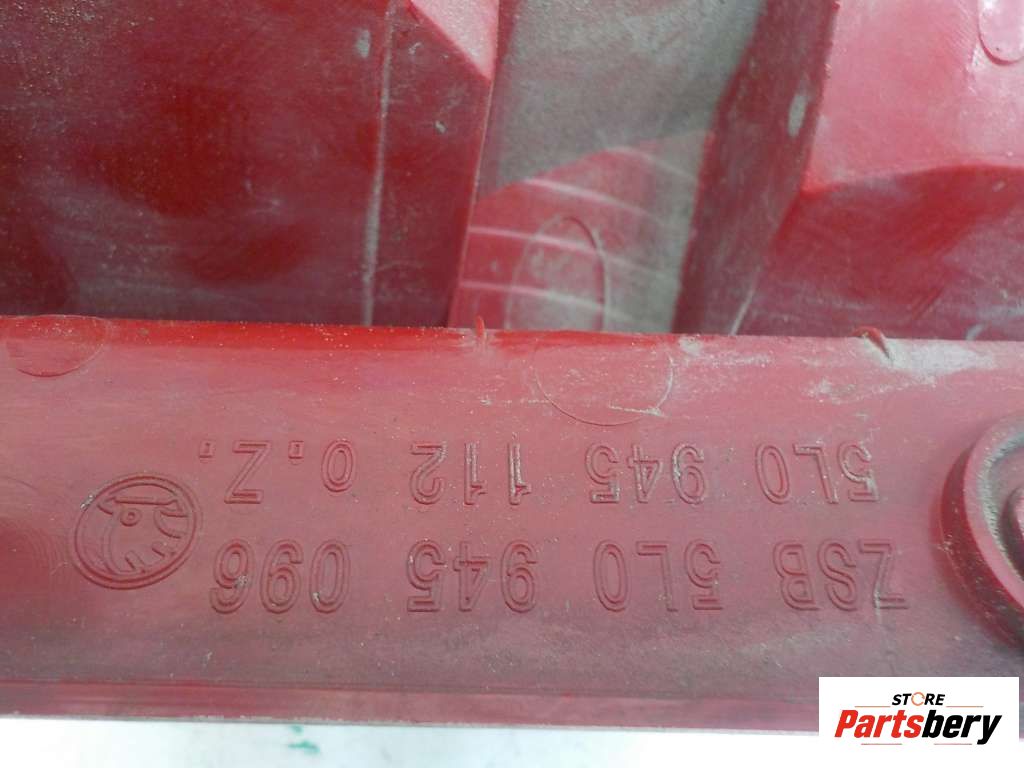 ZSB 5L0 945 096
5L0 945 112 O.Z.
STORE
Partsbery